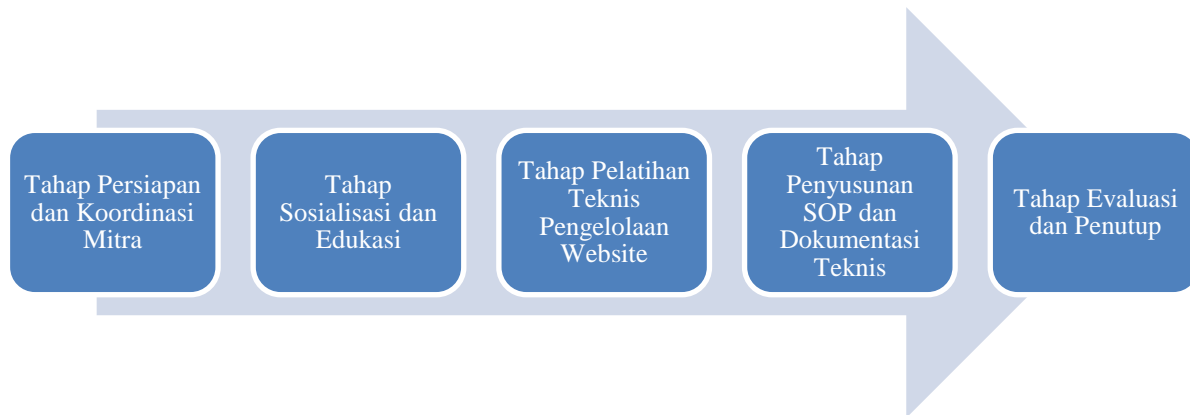 Tahap Persiapan
dan Koordinasi
Mitra
Tahap
Sosialisasi dan
Edukasi
Tahap Pelatihan
Teknis
Pengelolaan
Website
Tahap
Penyusunan
SOP dan
Dokumentasi
Teknis
Tahap Evaluasi
dan Penutup